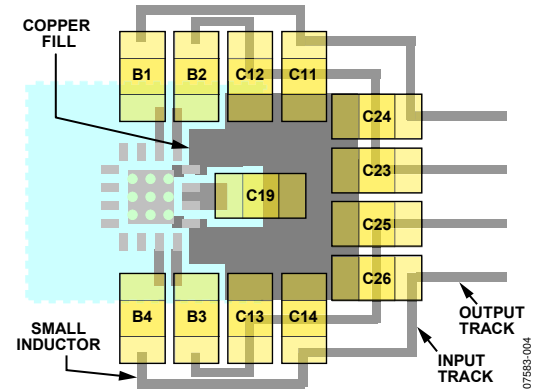 COPPER
FILL
B1
B2
C12
C11
C24
C23
C19
C25
C26
B4
B3
C13
C14
SMALL
INDUCTOR
OUTPUT
TRACK
INPUT
TRACK
07583-004